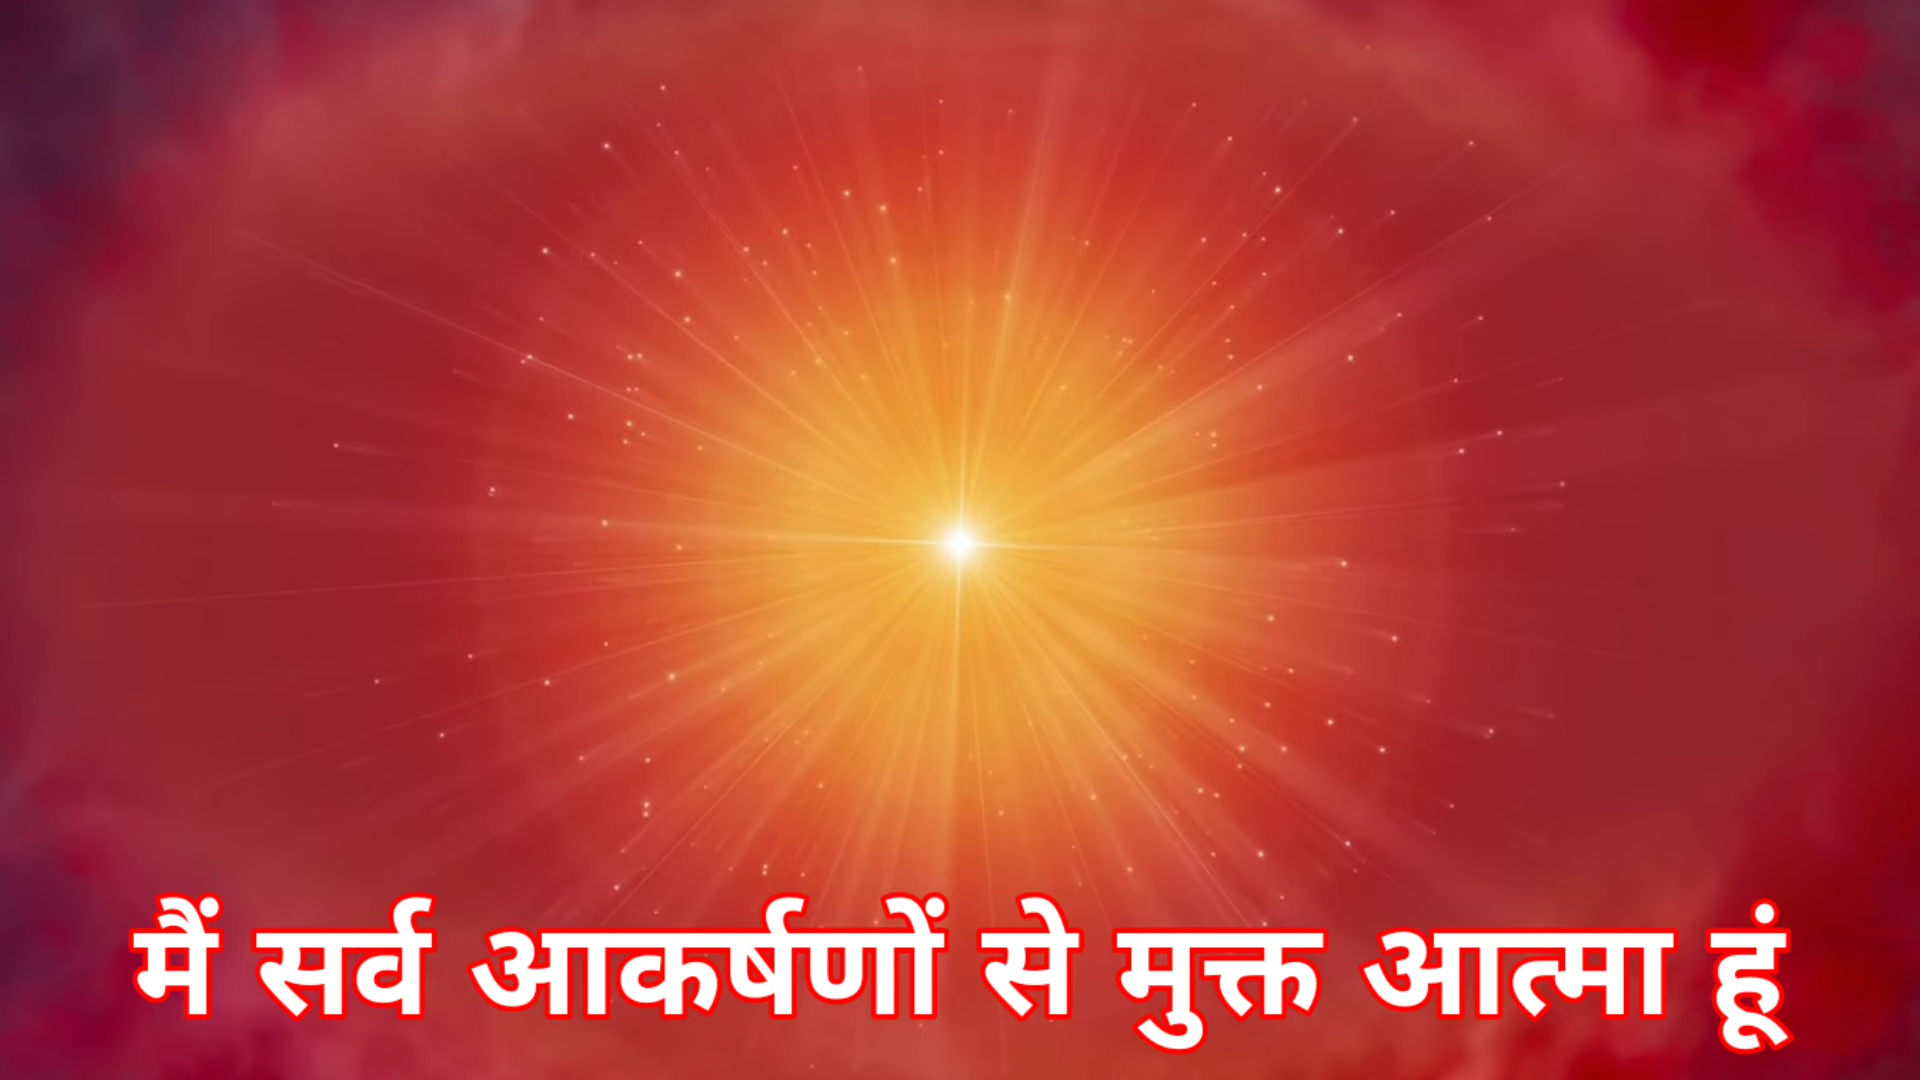 मैं सर्व आकर्षणों से मुक्त आत्मा हूं